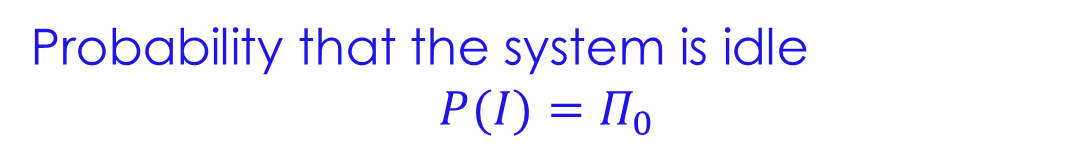 Probability that the system is idle
P(I) = Π₀